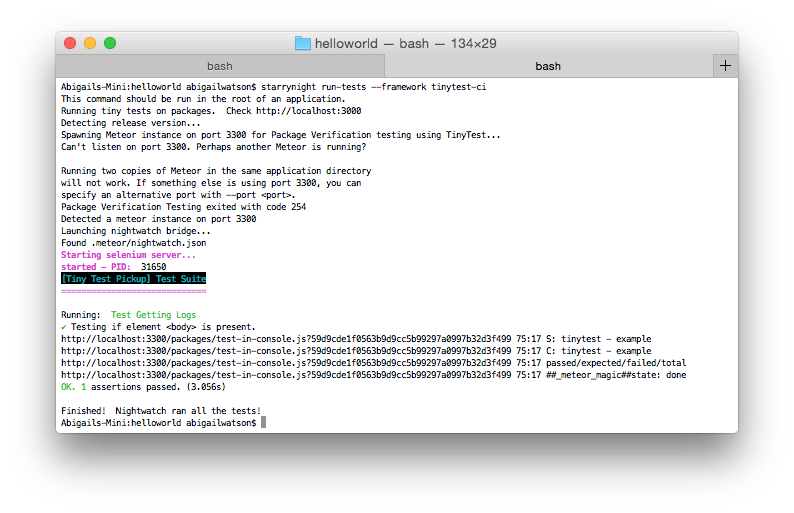 helloworld — bash — 134×29
bash
bash
+
Abigails-Mini:helloworld abigailwatson$ starrynight run-tests --framework tinytest-ci
This command should be run in the root of an application.
Running tiny tests on packages.  Check http://localhost:3000
Detecting release version...
Spawning Meteor instance on port 3300 for Package Verification testing using TinyTest...
Can't listen on port 3300. Perhaps another Meteor is running?

Running two copies of Meteor in the same application directory
will not work. If something else is using port 3300, you can
specify an alternative port with --port <port>.
Package Verification Testing exited with code 254
Detected a meteor instance on port 3300
Launching nightwatch bridge...
Found .meteor/nightwatch.json
Starting selenium server...
started - PID:  31650
[Tiny Test Pickup] Test Suite
=============================

Running:  Test Getting Logs
✔ Testing if element <body> is present.
http://localhost:3300/packages/test-in-console.js?59d9cde1f0563b9d9cc5b99297a0997b32d3f499 75:17 S: tinytest - example
http://localhost:3300/packages/test-in-console.js?59d9cde1f0563b9d9cc5b99297a0997b32d3f499 75:17 C: tinytest - example
http://localhost:3300/packages/test-in-console.js?59d9cde1f0563b9d9cc5b99297a0997b32d3f499 75:17 passed/expected/failed/total
http://localhost:3300/packages/test-in-console.js?59d9cde1f0563b9d9cc5b99297a0997b32d3f499 75:17 ##_meteor_magic##state: done
OK. 1 assertions passed. (3.056s)

Finished!  Nightwatch ran all the tests!
Abigails-Mini:helloworld abigailwatson$